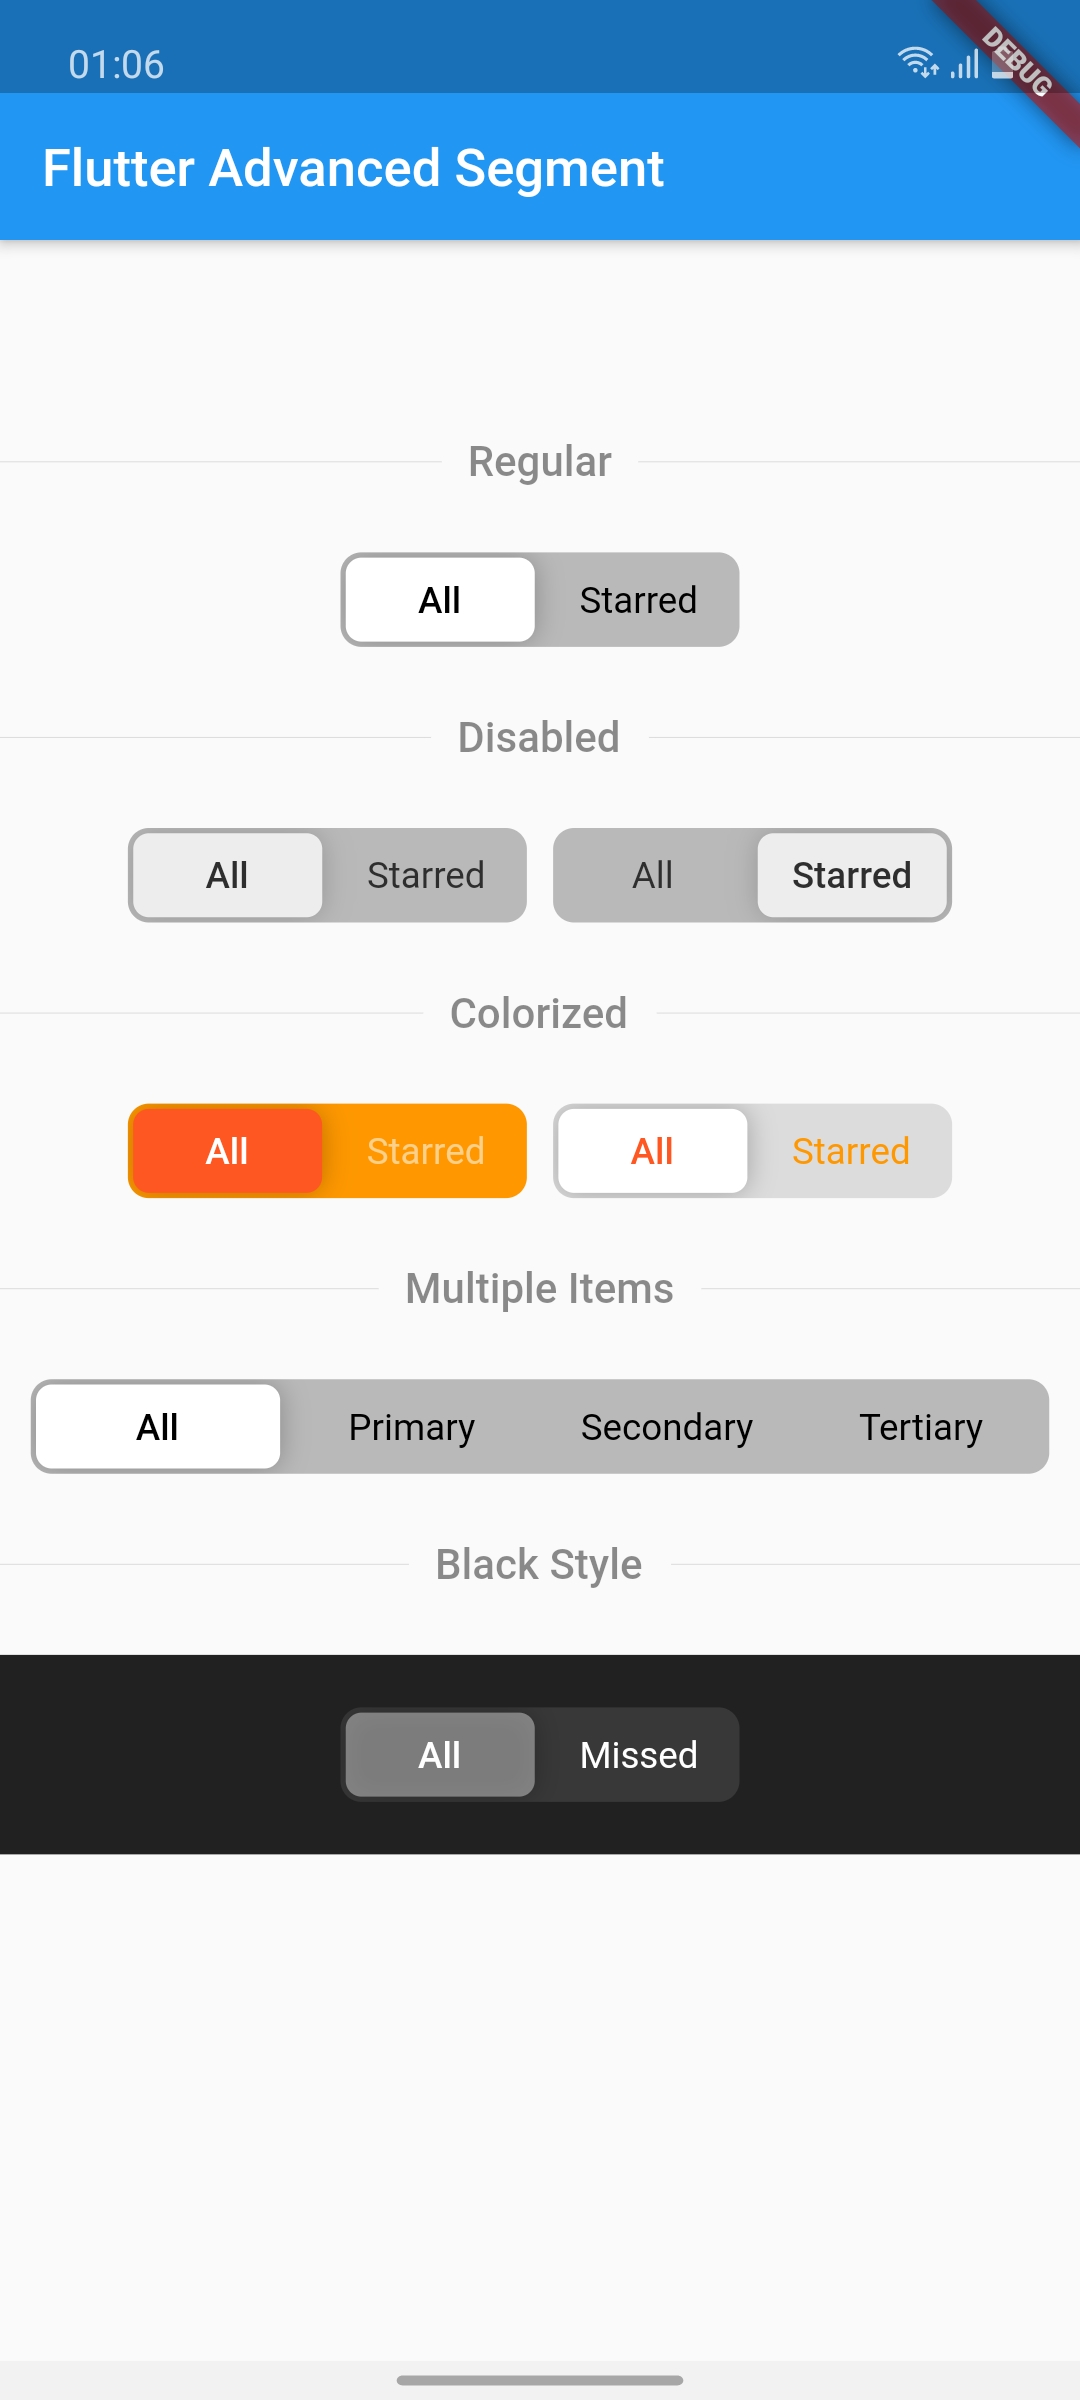 01:06
DEBUG
Flutter Advanced Segment
Regular
All Starred
Disabled
All Starred All Starred
Colorized
All Starred All Starred
Multiple Items
All Primary Secondary Tertiary
Black Style
All Missed